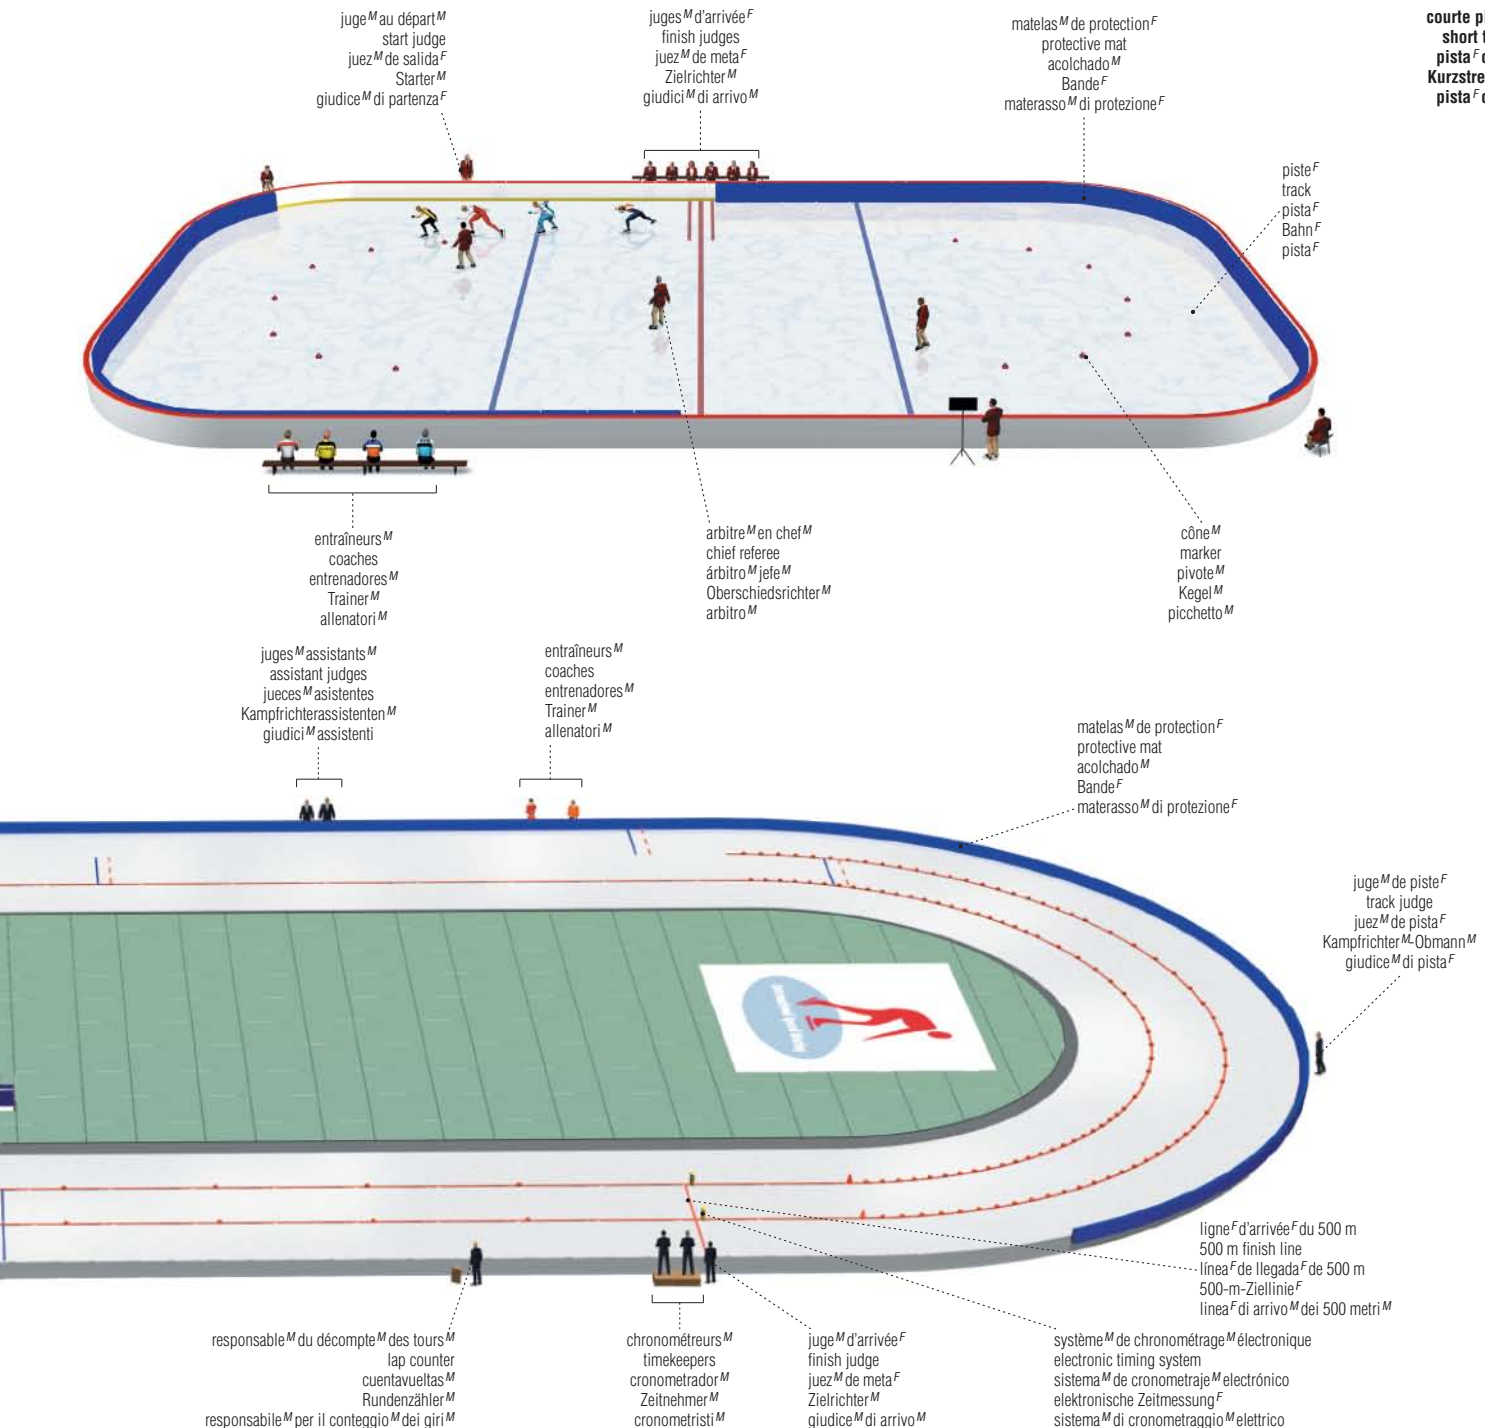 juge M au départ M
start judge
juez M de salida F
Starter M
giudice M di partenza F
juges M d'arrivée F
finish judges
juez M de meta F
Zielrichter M
giudici M di arrivo M
matelas M de protection F
protective mat
acolchado M
Bande F
materasso M di protezione F
courte
short
pista F
pista F
piste F
track
pista F
Bahn F
pista F
entraîneurs M
coaches
entrenadores M
Trainer M
allenatori M
arbitre M en chef M
chief referee
árbitro M jefe M
Oberschiedsrichter M
arbitro M
cône M
marker
pivote M
Kegel M
picchetto M
juges M assistants M
assistant judges
jueces M asistentes
Kampfrichterassistenten M
giudici M assistenti
entraîneurs M
coaches
entrenadores M
Trainer M
allenatori M
matelas M de protection F
protective mat
acolchado M
Bande F
materasso M di protezione F
juge M de piste F
track judge
juez M de pista F
Kampfrichter M-Obmann M
giudice M di pista F
ligne F d'arrivée F du 500 m
500 m finish line
línea F de llegada F de 500 m
500-m-Ziellinie F
linea F di arrivo M dei 500 metri M
responsable M du décompte M des tours M
lap counter
cuentavueltas M
Rundenzähler M
responsabile M per il conteggio M dei giri M
chronométreurs M
timekeepers
cronometrador M
Zeitnehmer M
cronometristi M
juge M d'arrivée F
finish judge
juez M de meta F
Zielrichter M
giudice M di arrivo M
système M de chronométrage M électronique
electronic timing system
sistema M de cronometraje M electrónico
elektronische Zeitmessung F
sistema M di cronometraggio M elettrico